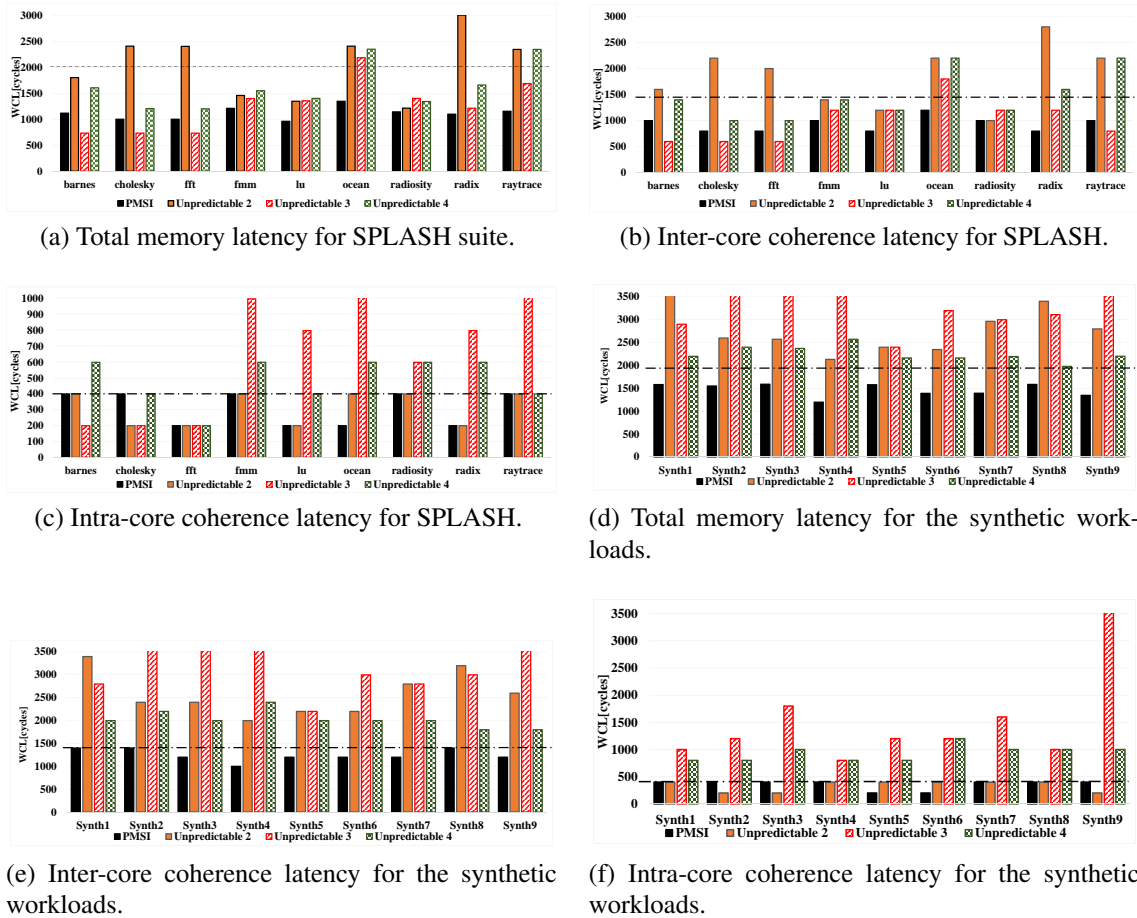 3000
2500
2000
1500
1000
500
0
WCL[cycles]
barnes cholesky fft fmm lu ocean radiosity radix raytrace
PMSI Unpredictable 2 Unpredictable 3 Unpredictable 4
(a) Total memory latency for SPLASH suite.
3000
2500
2000
1500
1000
500
0
WCL[cycles]
barnes cholesky fft fmm lu ocean radiosity radix raytrace
PMSI Unpredictable 2 Unpredictable 3 Unpredictable 4
(b) Inter-core coherence latency for SPLASH.
1000
900
800
700
600
500
400
300
200
100
0
WCL[cycles]
barnes cholesky fft fmm lu ocean radiosity radix raytrace
PMSI Unpredictable 2 Unpredictable 3 Unpredictable 4
(c) Intra-core coherence latency for SPLASH.
3500
3000
2500
2000
1500
1000
500
0
WCL[cycles]
Synth1 Synth2 Synth3 Synth4 Synth5 Synth6 Synth7 Synth8 Synth9
PMSI Unpredictable 2 Unpredictable 3 Unpredictable 4
(d) Total memory latency for the synthetic work-
loads.
3500
3000
2500
2000
1500
1000
500
0
WCL[cycles]
Synth1 Synth2 Synth3 Synth4 Synth5 Synth6 Synth7 Synth8 Synth9
PMSI Unpredictable 2 Unpredictable 3 Unpredictable 4
(e) Inter-core coherence latency for the synthetic
workloads.
3500
3000
2500
2000
1500
1000
500
0
WCL[cycles]
Synth1 Synth2 Synth3 Synth4 Synth5 Synth6 Synth7 Synth8 Synth9
PMSI Unpredictable 2 Unpredictable 3 Unpredictable 4
(f) Intra-core coherence latency for the synthetic
workloads.